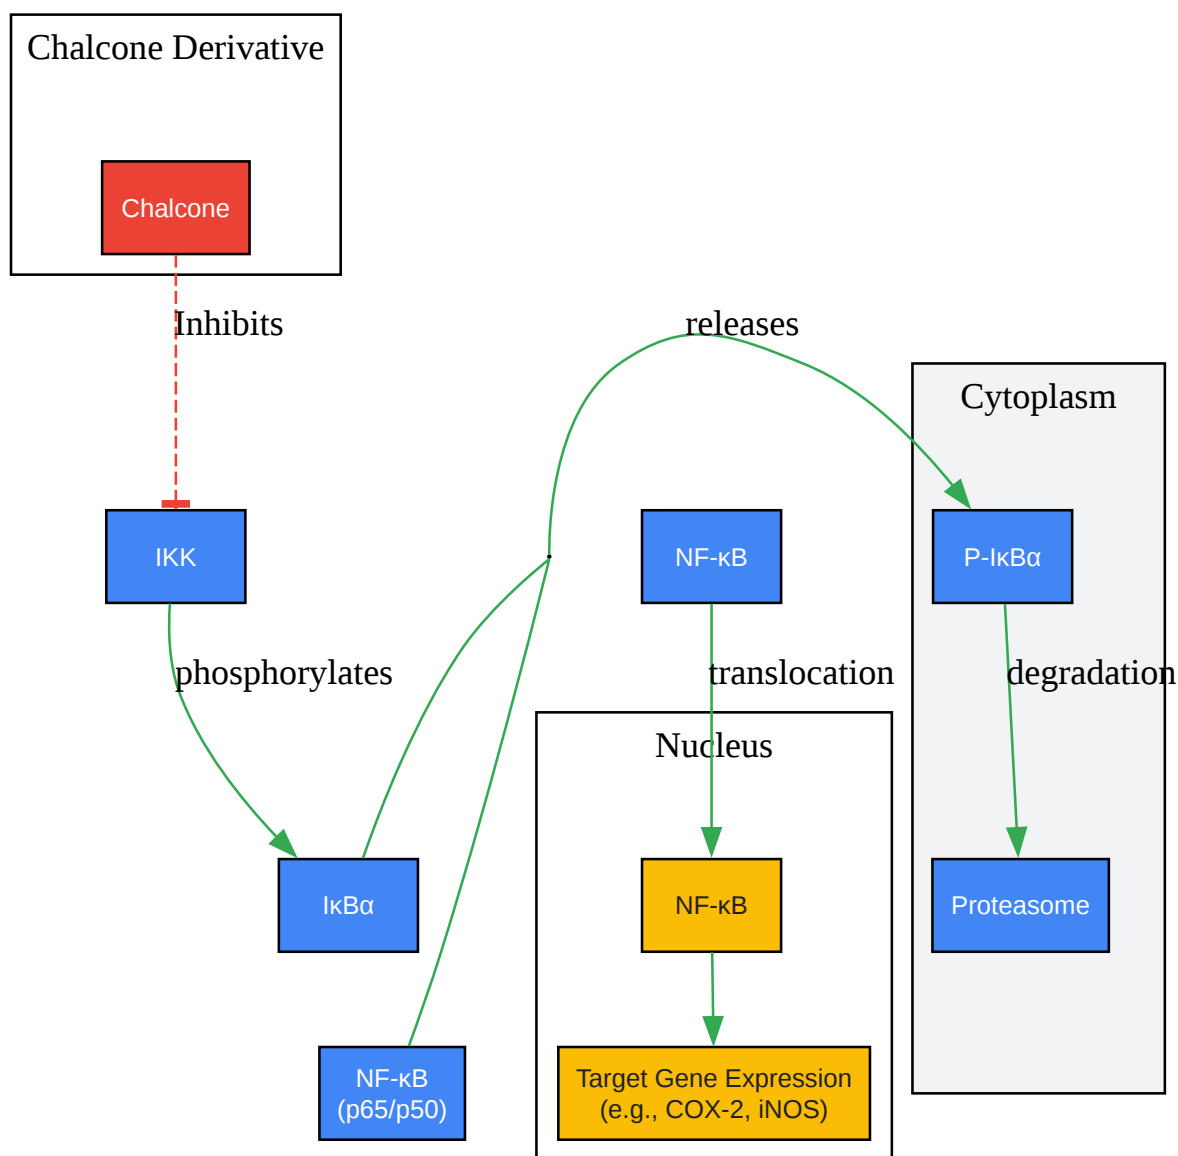 Chalcone Derivative
Chalcone
Inhibits
releases
Cytoplasm
IKK
NF-κB
P-IκBα
phosphorylates
translocation
degradation
Nucleus
IκBα
NF-κB
Proteasome
NF-κB
(p65/p50)
Target Gene Expression
(e.g., COX-2, iNOS)